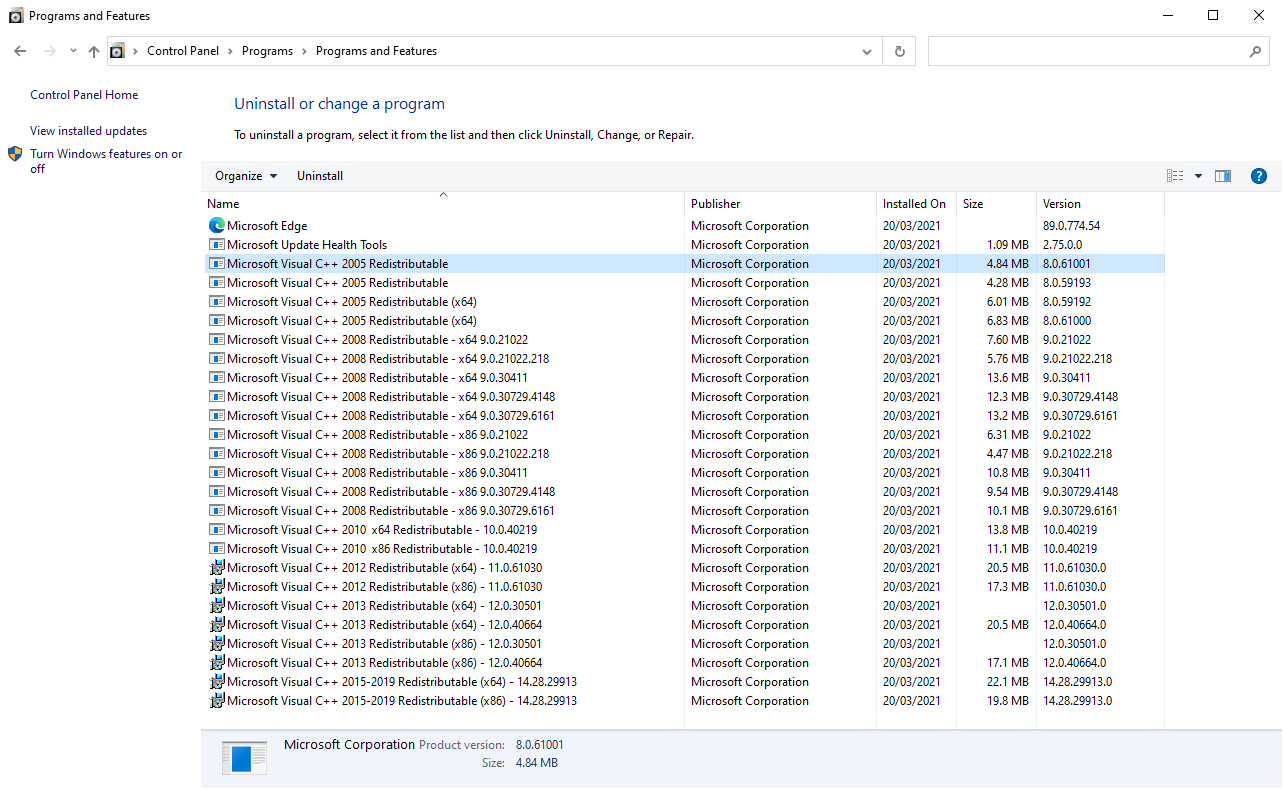 Programs and Features
Control Panel > Programs > Programs and Features
Control Panel Home
View installed updates
Turn Windows features on or
off
Uninstall or change a program
To uninstall a program, select it from the list and then click Uninstall, Change, or Repair.
Organize Uninstall
Name Publisher Installed On Size Version
Microsoft Edge Microsoft Corporation 20/03/2021 89.0.774.54
Microsoft Update Health Tools Microsoft Corporation 20/03/2021 1.09 MB 2.75.0.0
Microsoft Visual C++ 2005 Redistributable Microsoft Corporation 20/03/2021 4.84 MB 8.0.61001
Microsoft Visual C++ 2005 Redistributable Microsoft Corporation 20/03/2021 4.28 MB 8.0.59193
Microsoft Visual C++ 2005 Redistributable (x64) Microsoft Corporation 20/03/2021 6.01 MB 8.0.59192
Microsoft Visual C++ 2005 Redistributable (x64) Microsoft Corporation 20/03/2021 6.83 MB 8.0.61000
Microsoft Visual C++ 2008 Redistributable - x64 9.0.21022 Microsoft Corporation 20/03/2021 7.60 MB 9.0.21022
Microsoft Visual C++ 2008 Redistributable - x64 9.0.21022.218 Microsoft Corporation 20/03/2021 5.76 MB 9.0.21022.218
Microsoft Visual C++ 2008 Redistributable - x64 9.0.30411 Microsoft Corporation 20/03/2021 13.6 MB 9.0.30411
Microsoft Visual C++ 2008 Redistributable - x64 9.0.30729.4148 Microsoft Corporation 20/03/2021 12.3 MB 9.0.30729.4148
Microsoft Visual C++ 2008 Redistributable - x64 9.0.30729.6161 Microsoft Corporation 20/03/2021 13.2 MB 9.0.30729.6161
Microsoft Visual C++ 2008 Redistributable - x86 9.0.21022 Microsoft Corporation 20/03/2021 6.31 MB 9.0.21022
Microsoft Visual C++ 2008 Redistributable - x86 9.0.21022.218 Microsoft Corporation 20/03/2021 4.47 MB 9.0.21022.218
Microsoft Visual C++ 2008 Redistributable - x86 9.0.30411 Microsoft Corporation 20/03/2021 10.8 MB 9.0.30411
Microsoft Visual C++ 2008 Redistributable - x86 9.0.30729.4148 Microsoft Corporation 20/03/2021 9.54 MB 9.0.30729.4148
Microsoft Visual C++ 2008 Redistributable - x86 9.0.30729.6161 Microsoft Corporation 20/03/2021 10.1 MB 9.0.30729.6161
Microsoft Visual C++ 2010  x64 Redistributable - 10.0.40219 Microsoft Corporation 20/03/2021 13.8 MB 10.0.40219
Microsoft Visual C++ 2010  x86 Redistributable - 10.0.40219 Microsoft Corporation 20/03/2021 11.1 MB 10.0.40219
Microsoft Visual C++ 2012 Redistributable (x64) - 11.0.61030 Microsoft Corporation 20/03/2021 20.5 MB 11.0.61030.0
Microsoft Visual C++ 2012 Redistributable (x86) - 11.0.61030 Microsoft Corporation 20/03/2021 17.3 MB 11.0.61030.0
Microsoft Visual C++ 2013 Redistributable (x64) - 12.0.30501 Microsoft Corporation 20/03/2021 12.0.30501.0
Microsoft Visual C++ 2013 Redistributable (x64) - 12.0.40664 Microsoft Corporation 20/03/2021 20.5 MB 12.0.40664.0
Microsoft Visual C++ 2013 Redistributable (x86) - 12.0.30501 Microsoft Corporation 20/03/2021 12.0.30501.0
Microsoft Visual C++ 2013 Redistributable (x86) - 12.0.40664 Microsoft Corporation 20/03/2021 17.1 MB 12.0.40664.0
Microsoft Visual C++ 2015-2019 Redistributable (x64) - 14.28.29913 Microsoft Corporation 20/03/2021 22.1 MB 14.28.29913.0
Microsoft Visual C++ 2015-2019 Redistributable (x86) - 14.28.29913 Microsoft Corporation 20/03/2021 19.8 MB 14.28.29913.0
Microsoft Corporation Product version: 8.0.61001
Size: 4.84 MB